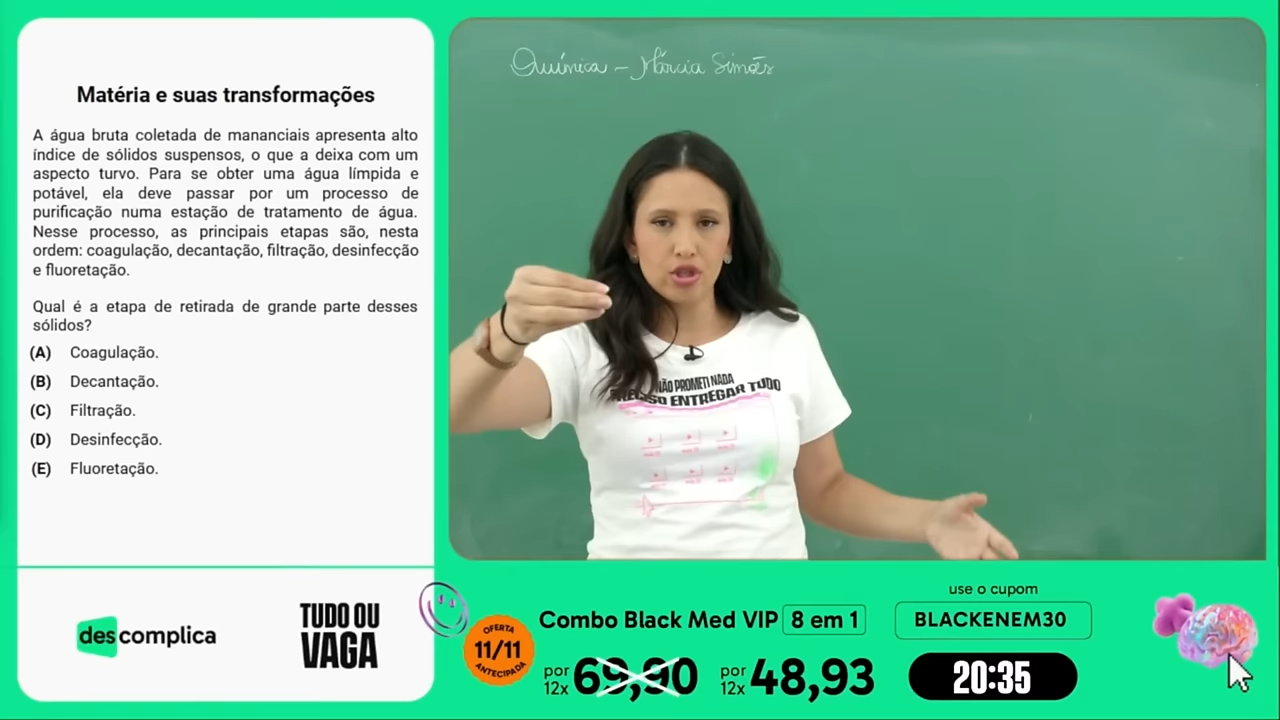 Matéria e suas transformações
A água bruta coletada de mananciais apresenta alto
índice de sólidos suspensos, o que a deixa com um
aspecto turvo. Para se obter uma água límpida e
potável, ela deve passar por um processo de
purificação numa estação de tratamento de água.
Nesse processo, as principais etapas são, nesta
ordem: coagulação, decantação, filtração, desinfecção
e fluoretação.
Qual é a etapa de retirada de grande parte desses
sólidos?
(A) Coagulação.
(B) Decantação.
(C) Filtração.
(D) Desinfecção.
(E) Fluoretação.
Química - Márcia Simões
NÃO PROMETI NADA
PRECISO ENTREGAR TUDO
descomplica
TUDO OU
VAGA
OFERTA
11/11
ANTECIPADA
Combo Black Med VIP 8 em 1
por
12x 69,90
por
12x 48,93
use o cupom
BLACKENEM30
20:35